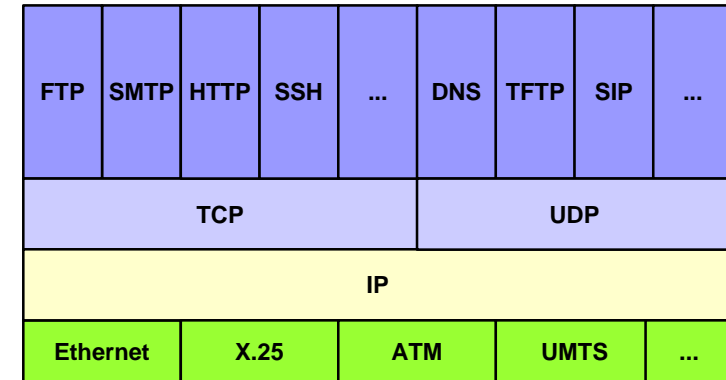 FTP SMTP HTTP SSH ... DNS TFTP SIP ...
TCP UDP
IP
Ethernet X.25 ATM UMTS ...